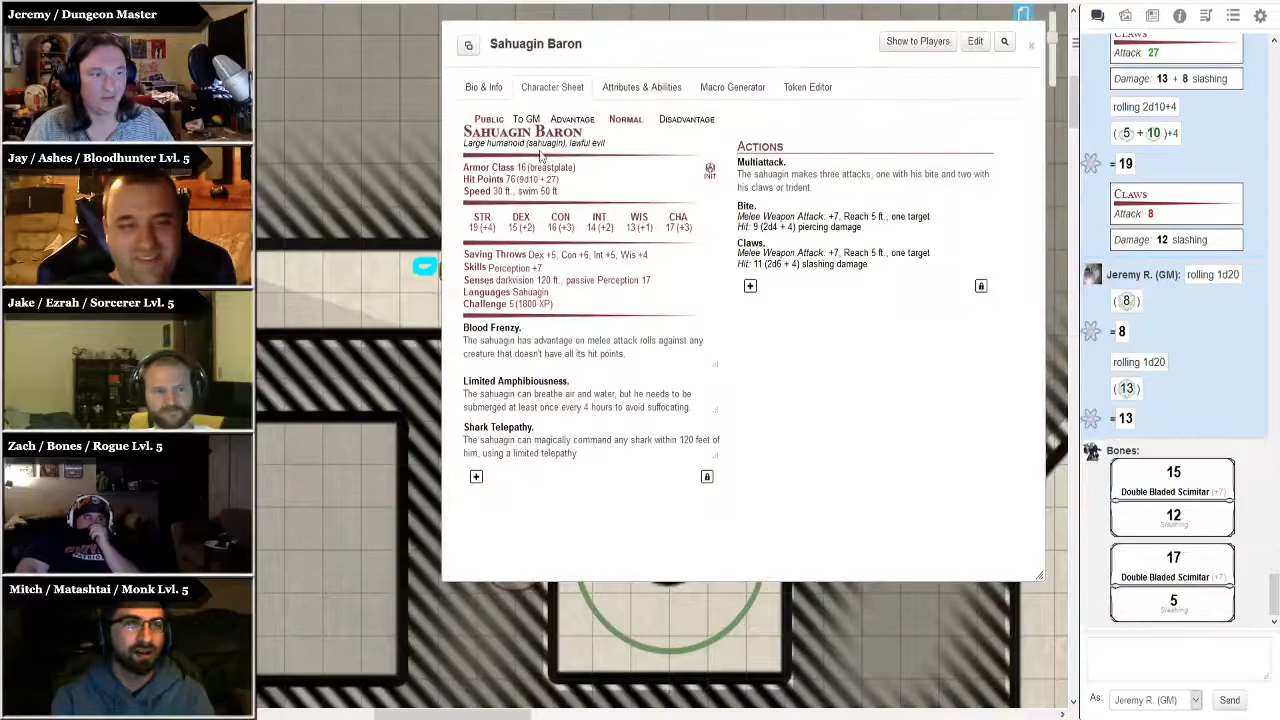 Jeremy / Dungeon Master
Jay / Ashes / Bloodhunter Lvl. 5
Jake / Ezrah / Sorcerer Lvl. 5
Zach / Bones / Rogue Lvl. 5
Mitch / Matashtai / Monk Lvl. 5
Sahuagin Baron
Show to Players
Edit
Bio & Info
Character Sheet
Attributes & Abilities
Macro Generator
Token Editor
Public To GM Advantage Normal Disadvantage
Sahuagin Baron
Large humanoid (sahuagin), lawful evil
Armor Class 16 (breastplate)
Hit Points 76 (9d10 + 27)
Speed 30 ft., swim 50 ft.
INIT
STR DEX CON INT WIS CHA
19 (+4) 15 (+2) 16 (+3) 14 (+2) 13 (+1) 17 (+3)
Saving Throws Dex +5, Con +6, Int +5, Wis +4
Skills Perception +7
Senses darkvision 120 ft., passive Perception 17
Languages Sahuagin
Challenge 5 (1800 XP)
Blood Frenzy.
The sahuagin has advantage on melee attack rolls against any
creature that doesn't have all its hit points.
Limited Amphibiousness.
The sahuagin can breathe air and water, but he needs to be
submerged at least once every 4 hours to avoid suffocating.
Shark Telepathy.
The sahuagin can magically command any shark within 120 feet of
him, using a limited telepathy
+
Actions
Multiattack.
The sahuagin makes three attacks, one with his bite and two with
his claws or trident.
Bite.
Melee Weapon Attack: +7, Reach 5 ft., one target
Hit: 9 (2d4 + 4) piercing damage
Claws.
Melee Weapon Attack: +7, Reach 5 ft., one target
Hit: 11 (2d6 + 4) slashing damage
+
Claws
Attack: 27
Damage: 13 + 8 slashing
rolling 2d10+4
(5 + 10)+4
= 19
Claws
Attack: 8
Damage: 12 slashing
Jeremy R. (GM): rolling 1d20
(8)
= 8
rolling 1d20
(13)
= 13
Bones:
15
Double Bladed Scimitar (+7)
12
Slashing
17
Double Bladed Scimitar (+7)
5
Slashing
As: Jeremy R. (GM)
Send